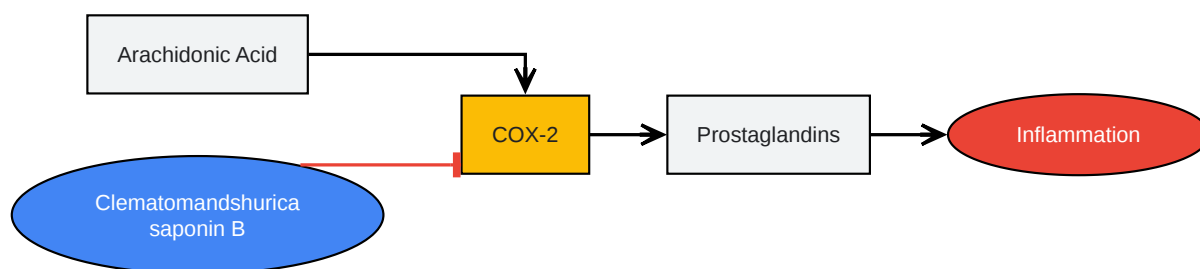 Arachidonic Acid
COX-2
Prostaglandins
Inflammation
Clematomandshurica
saponin B